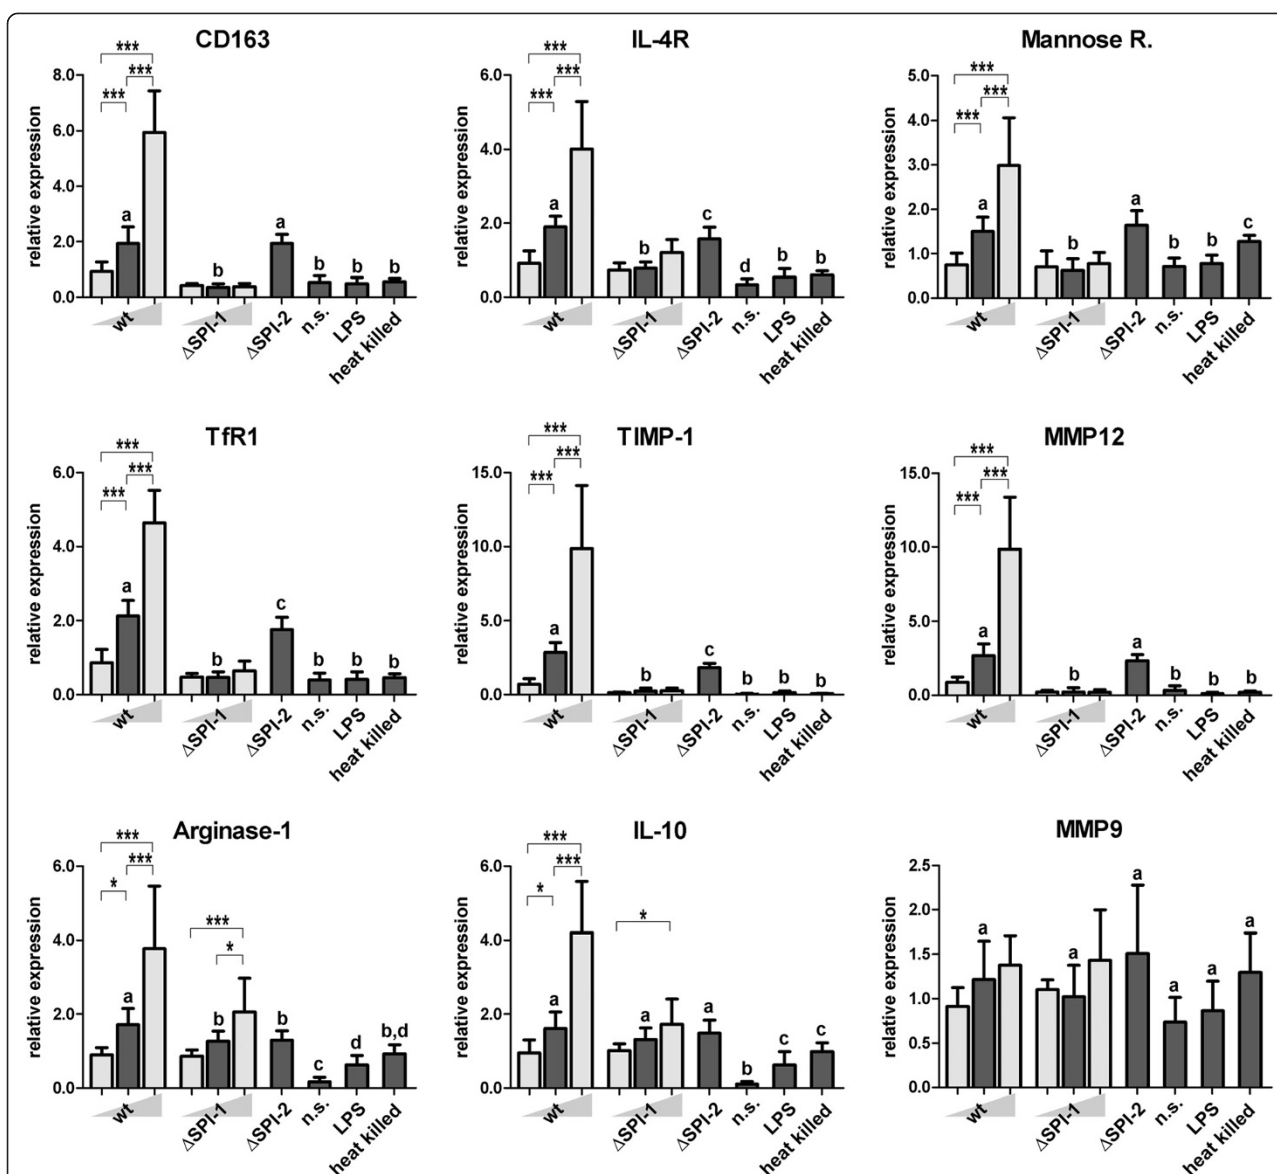 CD163
IL-4R
Mannose R.
***
***
***
***
***
***
***
***
***
8.0
6.0
4.0
2.0
0.0
relative expression
a
b
a
b
b
b
wt
ΔSPI-1
ΔSPI-2
n.s.
LPS
heat killed
6.0
4.0
2.0
0.0
relative expression
a
b
c
d
b
b
wt
ΔSPI-1
ΔSPI-2
n.s.
LPS
heat killed
5.0
4.0
3.0
2.0
1.0
0.0
relative expression
a
b
a
b
b
c
wt
ΔSPI-1
ΔSPI-2
n.s.
LPS
heat killed
TfR1
TIMP-1
MMP12
***
***
***
***
***
***
***
***
***
6.0
4.0
2.0
0.0
relative expression
a
b
c
b
b
b
wt
ΔSPI-1
ΔSPI-2
n.s.
LPS
heat killed
15.0
10.0
5.0
0.0
relative expression
a
b
c
b
b
b
wt
ΔSPI-1
ΔSPI-2
n.s.
LPS
heat killed
15.0
10.0
5.0
0.0
relative expression
a
b
a
b
b
b
wt
ΔSPI-1
ΔSPI-2
n.s.
LPS
heat killed
Arginase-1
IL-10
MMP9
***
***
*
***
*
***
***
*
*
6.0
4.0
2.0
0.0
relative expression
a
b
b
c
d
b,d
wt
ΔSPI-1
ΔSPI-2
n.s.
LPS
heat killed
6.0
4.0
2.0
0.0
relative expression
a
a
a
b
c
c
wt
ΔSPI-1
ΔSPI-2
n.s.
LPS
heat killed
2.5
2.0
1.5
1.0
0.5
0.0
relative expression
a
a
a
a
a
a
wt
ΔSPI-1
ΔSPI-2
n.s.
LPS
heat killed